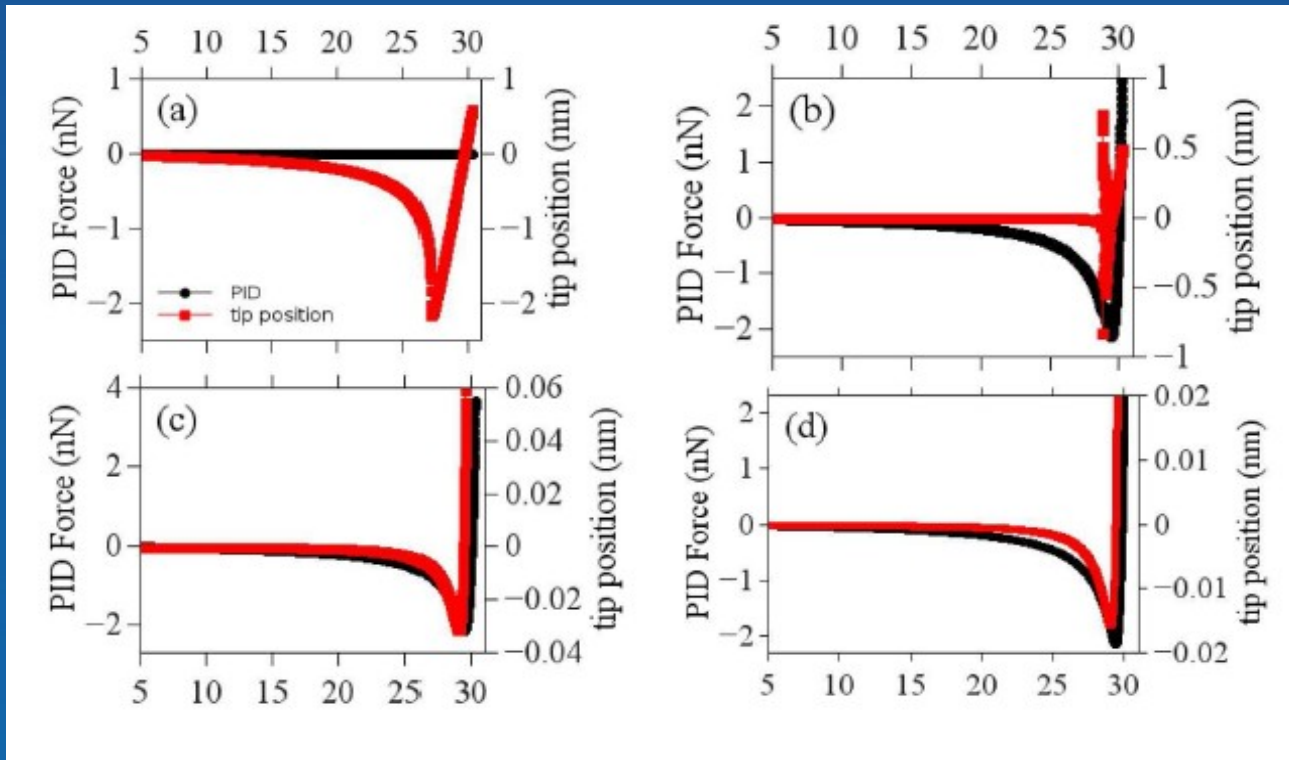 5 10 15 20 25 30
1
0
−1
−2
PID Force (nN)
(a)
PID
tip position
1
0
−1
−2
tip position (nm)
5 10 15 20 25 30
2
1
0
−1
−2
PID Force (nN)
(b)
1
0.5
0
−0.5
−1
tip position (nm)
4
2
0
−2
PID Force (nN)
(c)
0.06
0.04
0.02
0
−0.02
−0.04
tip position (nm)
5 10 15 20 25 30
2
1
0
−1
−2
PID Force (nN)
(d)
0.02
0.01
0
−0.01
−0.02
tip position (nm)
5 10 15 20 25 30